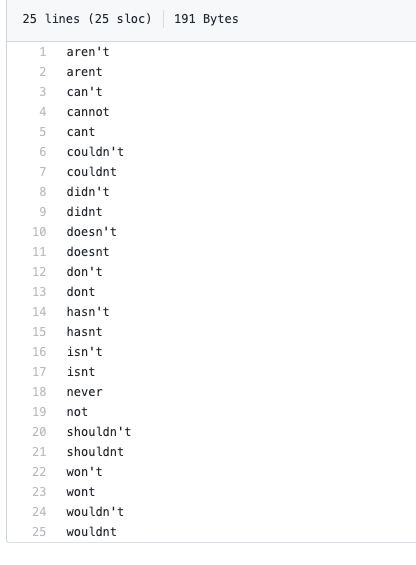 25 lines (25 sloc) 191 Bytes
1 aren't
2 arent
3 can't
4 cannot
5 cant
6 couldn't
7 couldnt
8 didn't
9 didnt
10 doesn't
11 doesnt
12 don't
13 dont
14 hasn't
15 hasnt
16 isn't
17 isnt
18 never
19 not
20 shouldn't
21 shouldnt
22 won't
23 wont
24 wouldn't
25 wouldnt